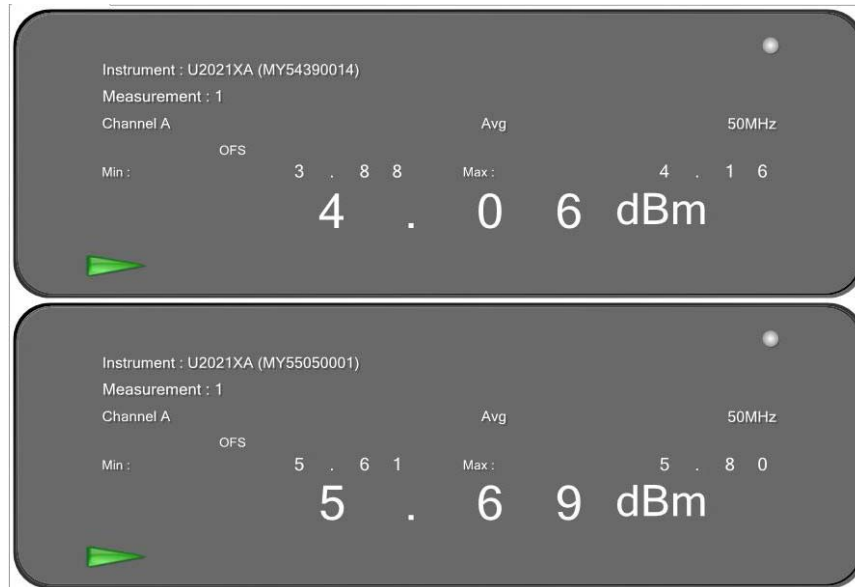 Instrument : U2021XA (MY54390014)
Measurement : 1
Channel A Avg 50MHz
OFS
Min : 3 . 8 8 Max : 4 . 1 6
4 . 0 6 dBm
Instrument : U2021XA (MY55050001)
Measurement : 1
Channel A Avg 50MHz
OFS
Min : 5 . 6 1 Max : 5 . 8 0
5 . 6 9 dBm